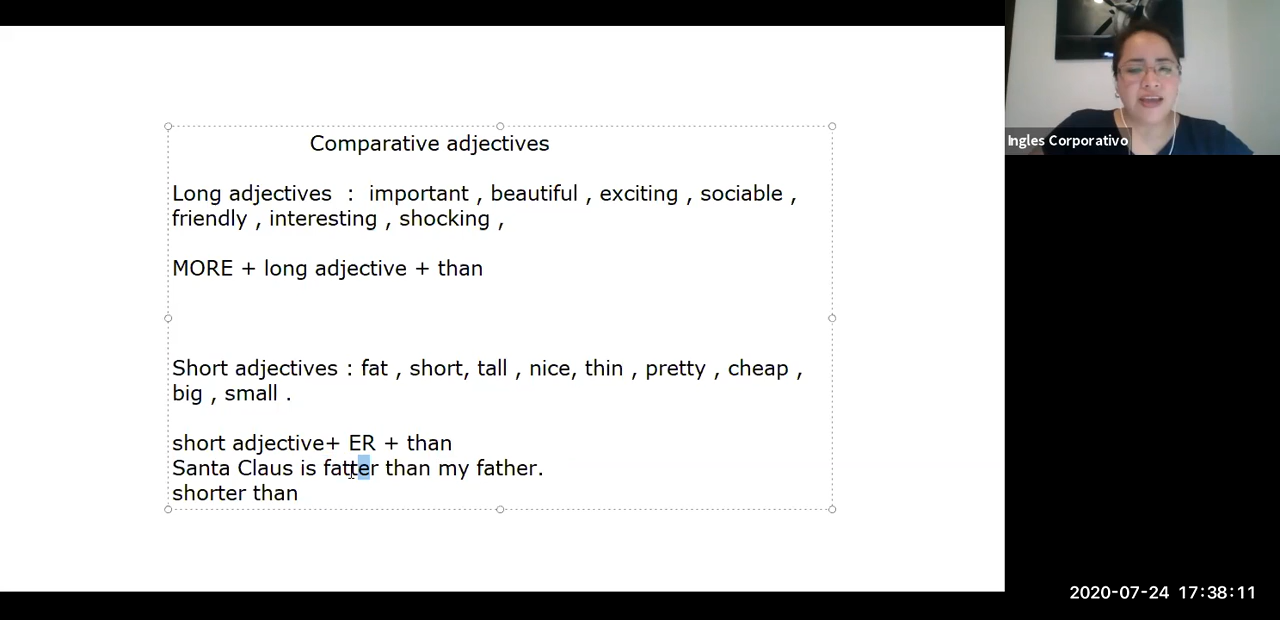 Comparative adjectives
Long adjectives : important , beautiful , exciting , sociable ,
friendly , interesting , shocking ,
MORE + long adjective + than
Short adjectives : fat , short, tall , nice, thin , pretty , cheap ,
big , small .
short adjective+ ER + than
Santa Claus is fatter than my father.
shorter than
Ingles Corporativo
2020-07-24 17:38:11